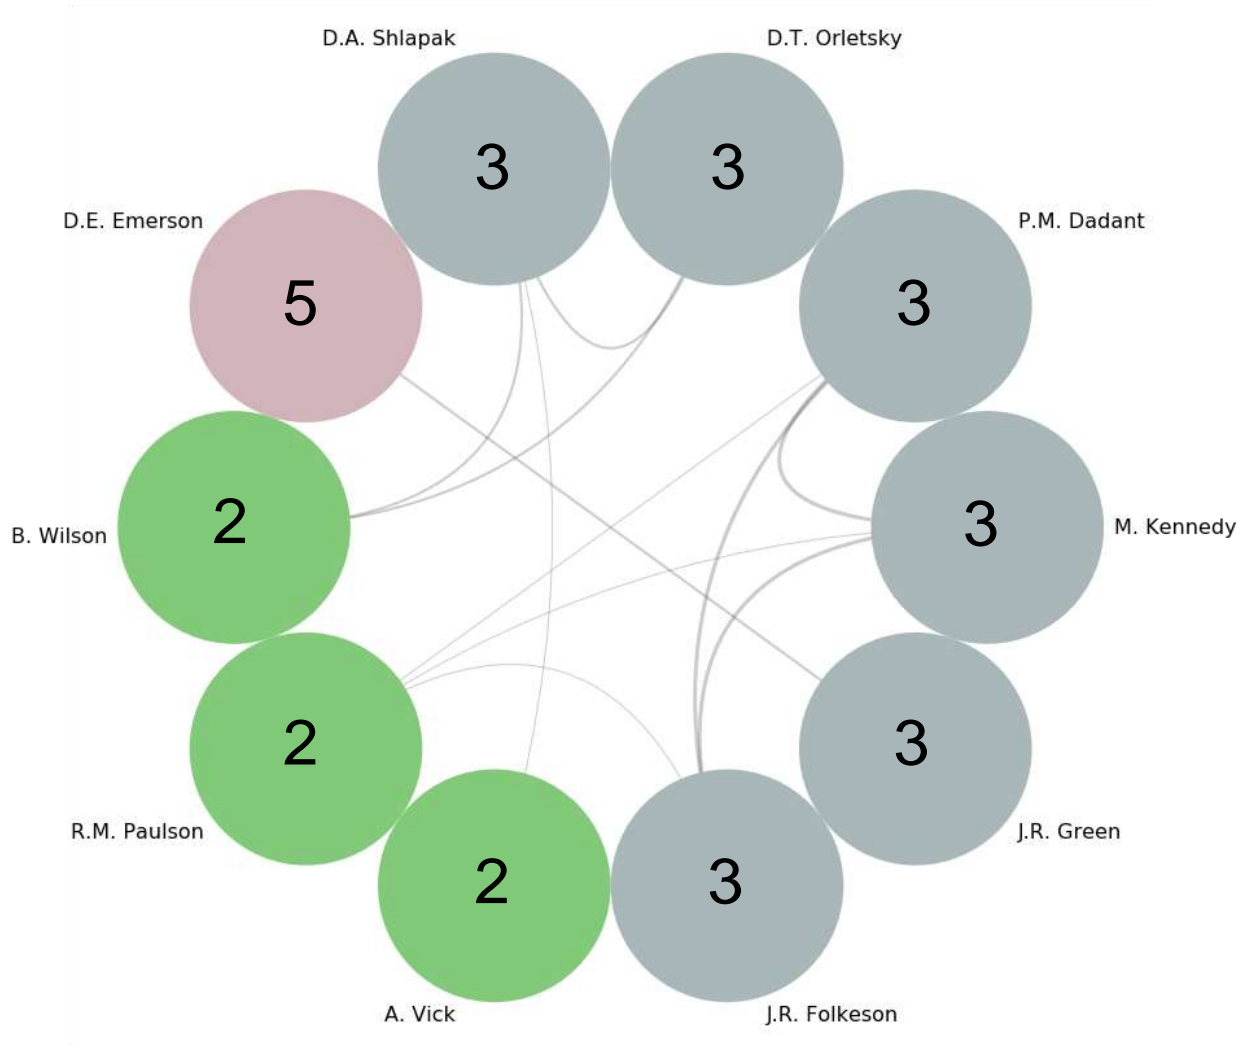 D.A. Shlapak
D.T. Orletsky
3
3
D.E. Emerson
P.M. Dadant
5
3
B. Wilson
2
3
M. Kennedy
2
3
R.M. Paulson
J.R. Green
2
3
A. Vick
J.R. Folkeson